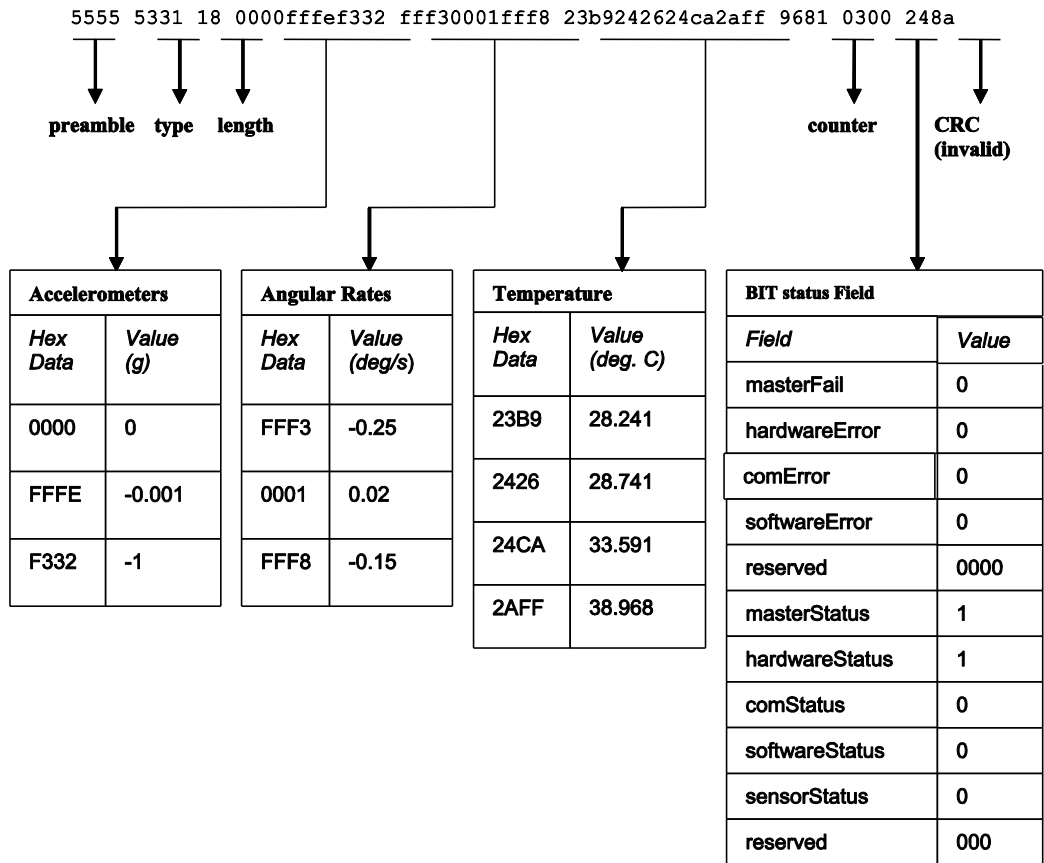 5555 5331 18 0000fffef332 fff30001fff8 23b9242624ca2aff 9681 0300 248a
preamble type length counter CRC
(invalid)
Accelerometers
Hex Data Value (g)
0000 0
FFFE -0.001
F332 -1
Angular Rates
Hex Data Value (deg/s)
FFF3 -0.25
0001 0.02
FFF8 -0.15
Temperature
Hex Data Value (deg. C)
23B9 28.241
2426 28.741
24CA 33.591
2AFF 38.968
BIT status Field
Field Value
masterFail 0
hardwareError 0
comError 0
softwareError 0
reserved 0000
masterStatus 1
hardwareStatus 1
comStatus 0
softwareStatus 0
sensorStatus 0
reserved 000